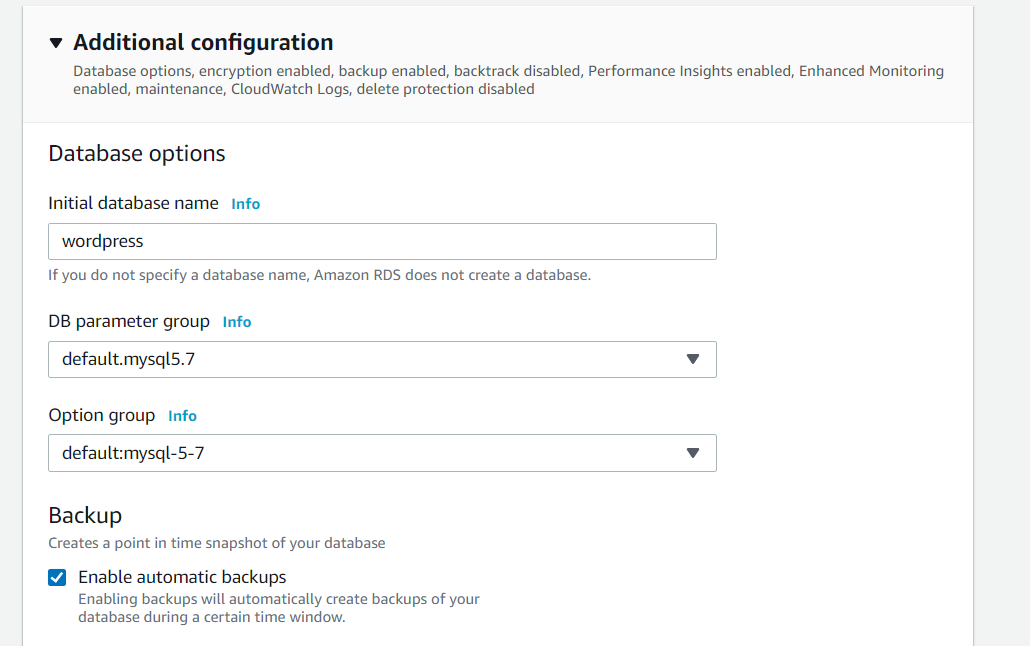 Additional configuration
Database options, encryption enabled, backup enabled, backtrack disabled, Performance Insights enabled, Enhanced Monitoring
enabled, maintenance, CloudWatch Logs, delete protection disabled
Database options
Initial database name Info
wordpress
If you do not specify a database name, Amazon RDS does not create a database.
DB parameter group Info
default.mysql5.7
Option group Info
default:mysql-5-7
Backup
Creates a point in time snapshot of your database
Enable automatic backups
Enabling backups will automatically create backups of your
database during a certain time window.